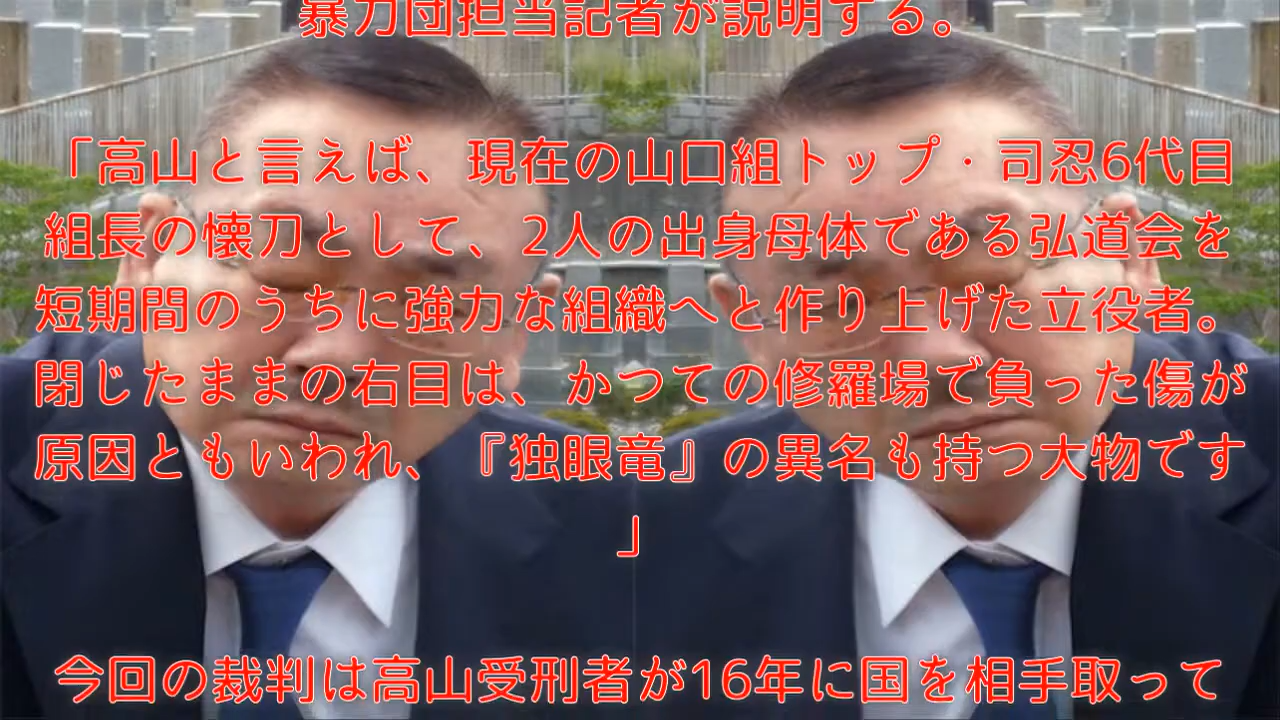 暴力団担当記者が説明する。
「高山と言えば、現在の山口組トップ・司忍6代目
組長の懐刀として、2人の出身母体である弘道会を
短期間のうちに強力な組織へと作り上げた立役者。
閉じたままの右目は、かつての修羅場で負った傷が
原因ともいわれ、『独眼竜』の異名も持つ大物です
」
今回の裁判は高山受刑者が16年に国を相手取って